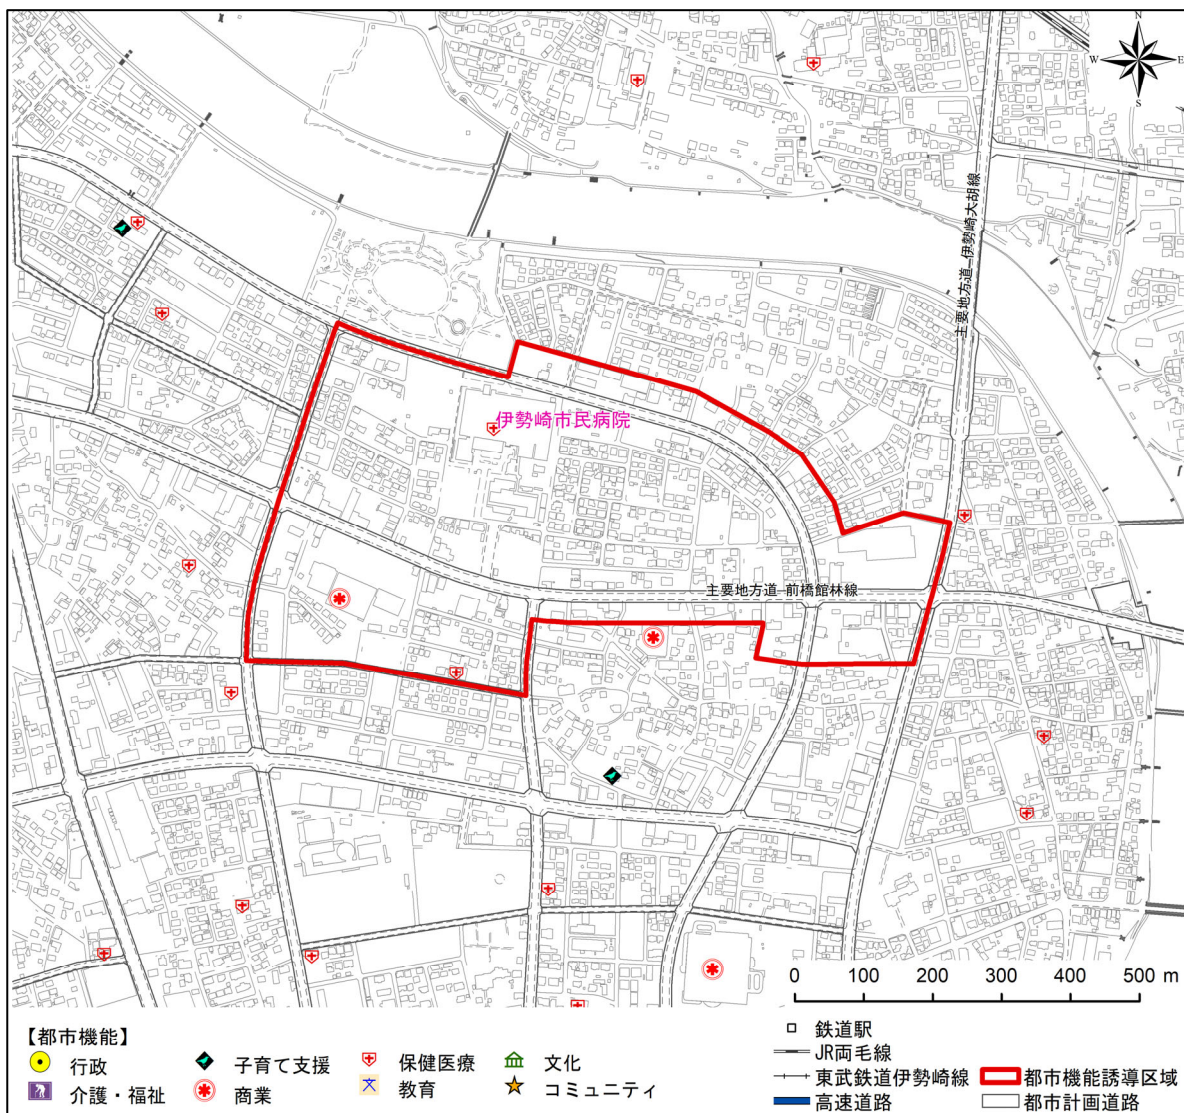 N
W
E
S
主要地方道 伊勢崎大胡線
伊勢崎市民病院
主要地方道 前橋館林線
0 100 200 300 400 500 m
【都市機能】
行政
子育て支援
保健医療
文化
介護・福祉
商業
文
教育
コミュニティ
鉄道駅
JR両毛線
東武鉄道伊勢崎線
高速道路
都市機能誘導区域
都市計画道路